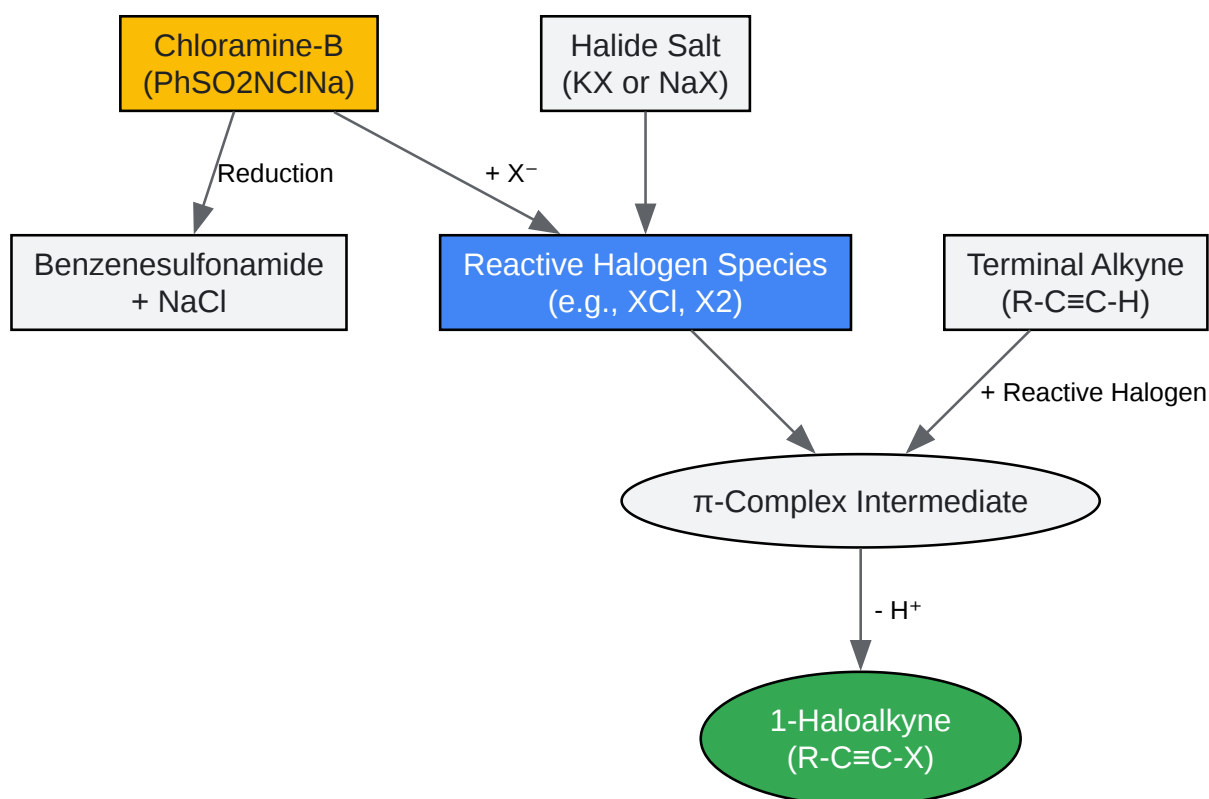 Chloramine-B
(PhSO2NClNa)
Halide Salt
(KX or NaX)
Reduction
+ X⁻
Benzenesulfonamide
+ NaCl
Reactive Halogen Species
(e.g., XCl, X2)
Terminal Alkyne
(R-C≡C-H)
+ Reactive Halogen
π-Complex Intermediate
- H⁺
1-Haloalkyne
(R-C≡C-X)